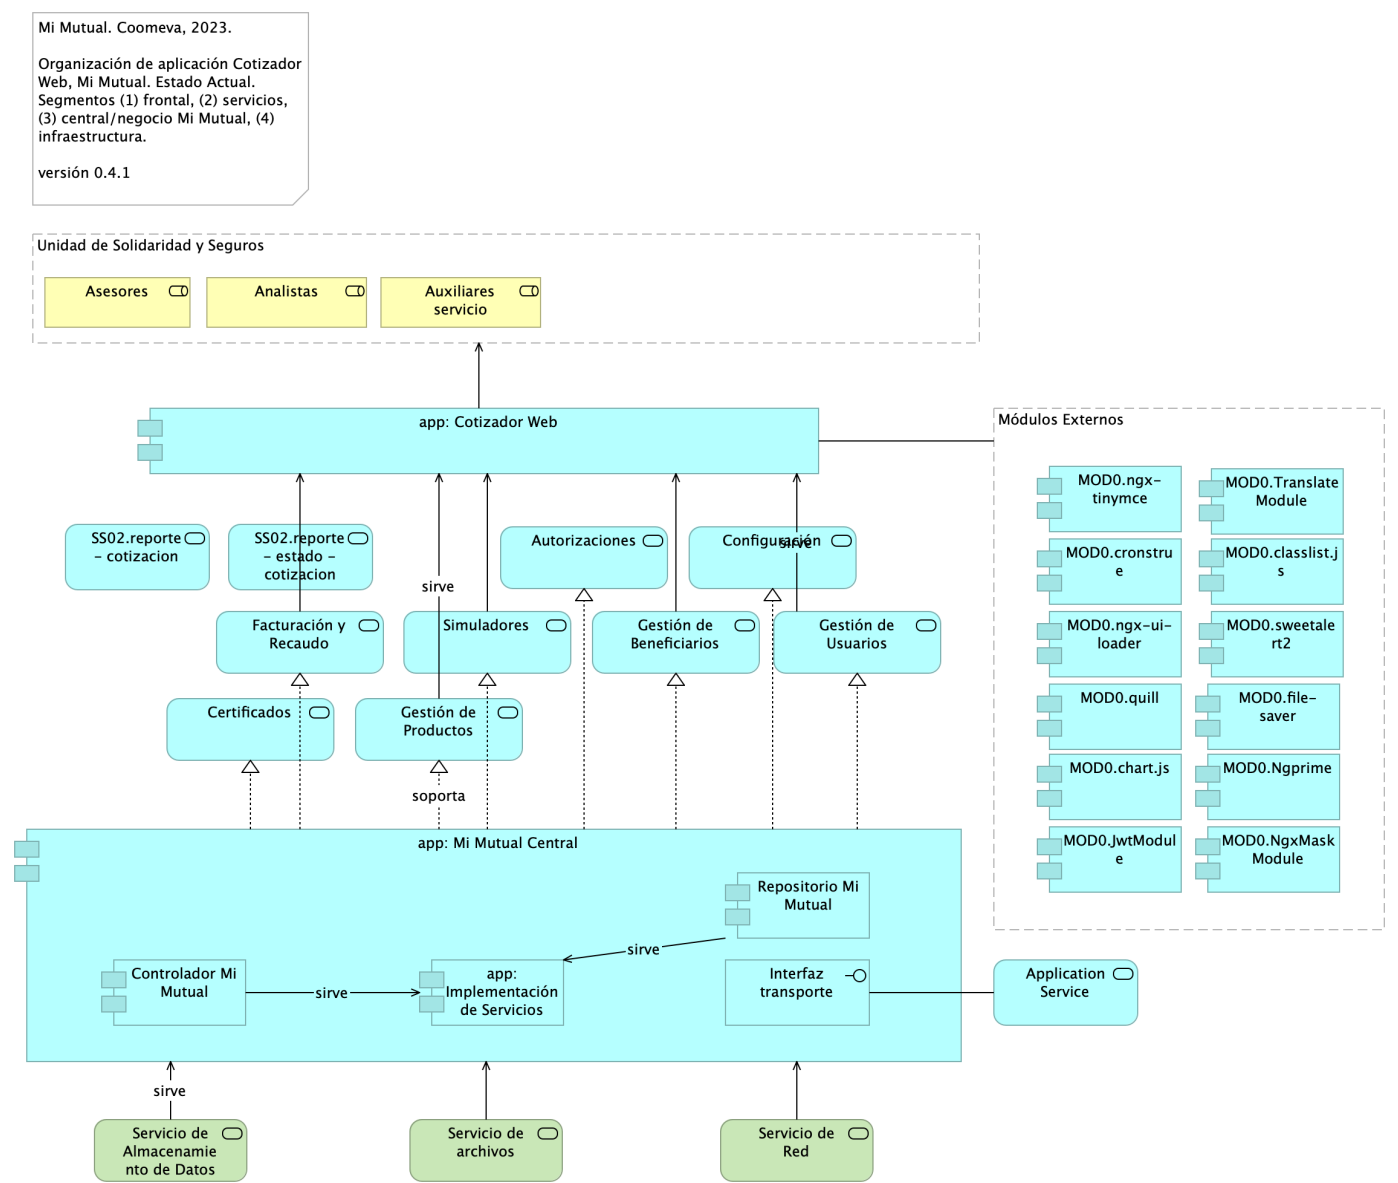 Mi Mutual. Coomeva, 2023.
Organización de aplicación Cotizador
Web, Mi Mutual. Estado Actual.
Segmentos (1) frontal, (2) servicios,
(3) central/negocio Mi Mutual, (4)
infraestructura.
versión 0.4.1
Unidad de Solidaridad y Seguros
Asesores
Analistas
Auxiliares
servicio
app: Cotizador Web
Módulos Externos
MOD0.ngx-
tinymce
MOD0.Translate
Module
MOD0.cronstru
e
MOD0.classlist.j
s
MOD0.ngx-ui-
loader
MOD0.sweetale
rt2
MOD0.quill
MOD0.file-
saver
MOD0.chart.js
MOD0.Ngprime
MOD0.JwtModul
e
MOD0.NgxMask
Module
SS02.reporte
- cotizacion
SS02.reporte
- estado -
cotizacion
Autorizaciones
Configuración
sirve
sirve
Facturación y
Recaudo
Simuladores
Gestión de
Beneficiarios
Gestión de
Usuarios
Certificados
Gestión de
Productos
soporta
app: Mi Mutual Central
Repositorio Mi
Mutual
sirve
Controlador Mi
Mutual
sirve
app:
Implementación
de Servicios
Interfaz
transporte
Application
Service
sirve
Servicio de
Almacenamie
nto de Datos
Servicio de
archivos
Servicio de
Red